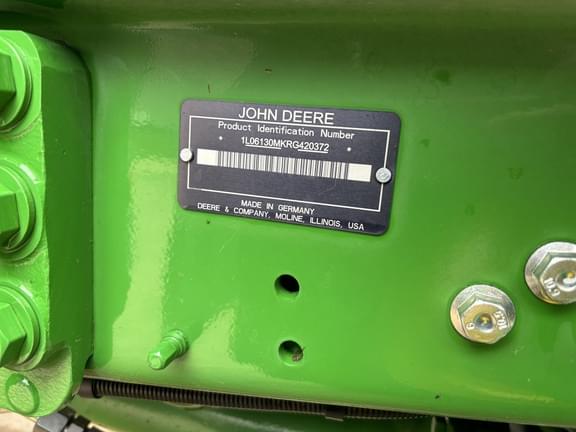 JOHN DEERE
Product Identification Number
* 1L06130MKRG420372 *
MADE IN GERMANY
DEERE & COMPANY, MOLINE, ILLINOIS, USA